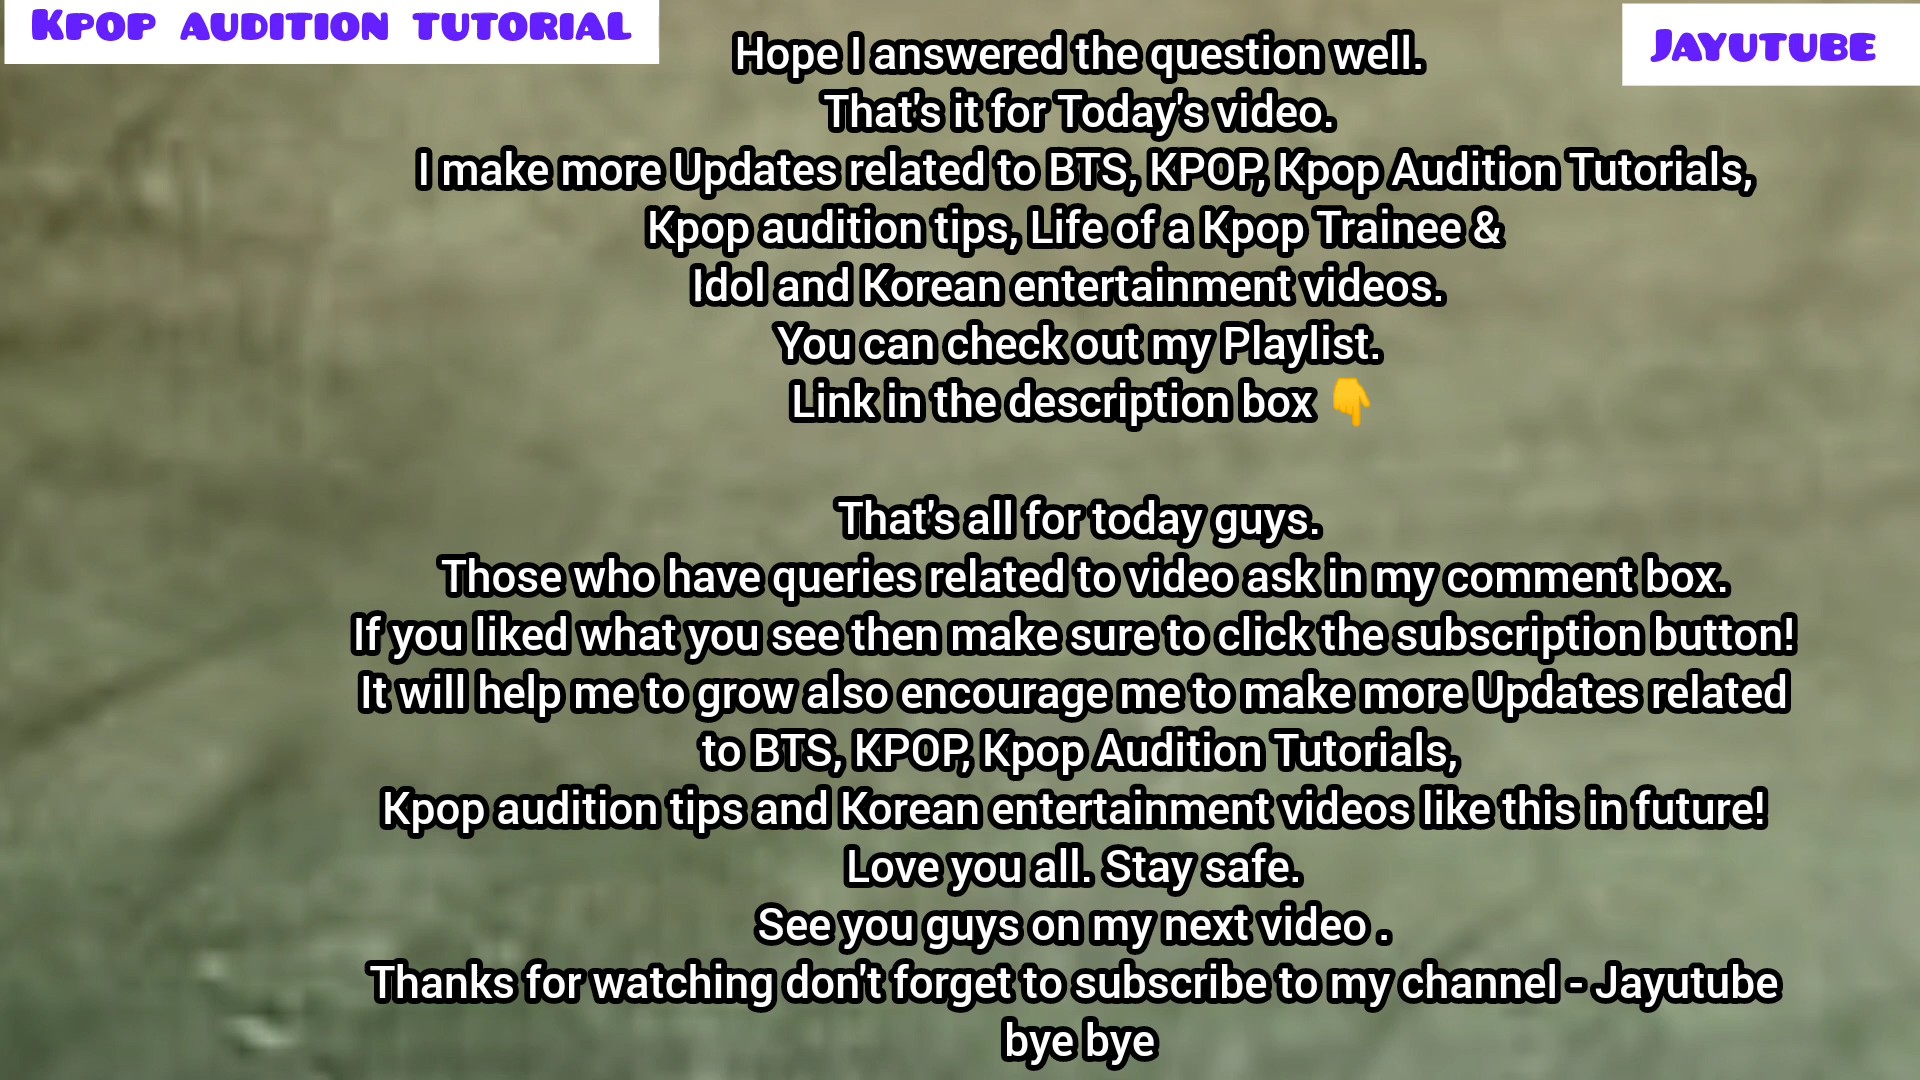 Kpop audition tutorial
Jayutube
Hope I answered the question well.
That's it for Today's video.
I make more Updates related to BTS, KPOP, Kpop Audition Tutorials,
Kpop audition tips, Life of a Kpop Trainee &
Idol and Korean entertainment videos.
You can check out my Playlist.
Link in the description box 👇
That's all for today guys.
Those who have queries related to video ask in my comment box.
If you liked what you see then make sure to click the subscription button!
It will help me to grow also encourage me to make more Updates related
to BTS, KPOP, Kpop Audition Tutorials,
Kpop audition tips and Korean entertainment videos like this in future!
Love you all. Stay safe.
See you guys on my next video .
Thanks for watching don't forget to subscribe to my channel - Jayutube
bye bye